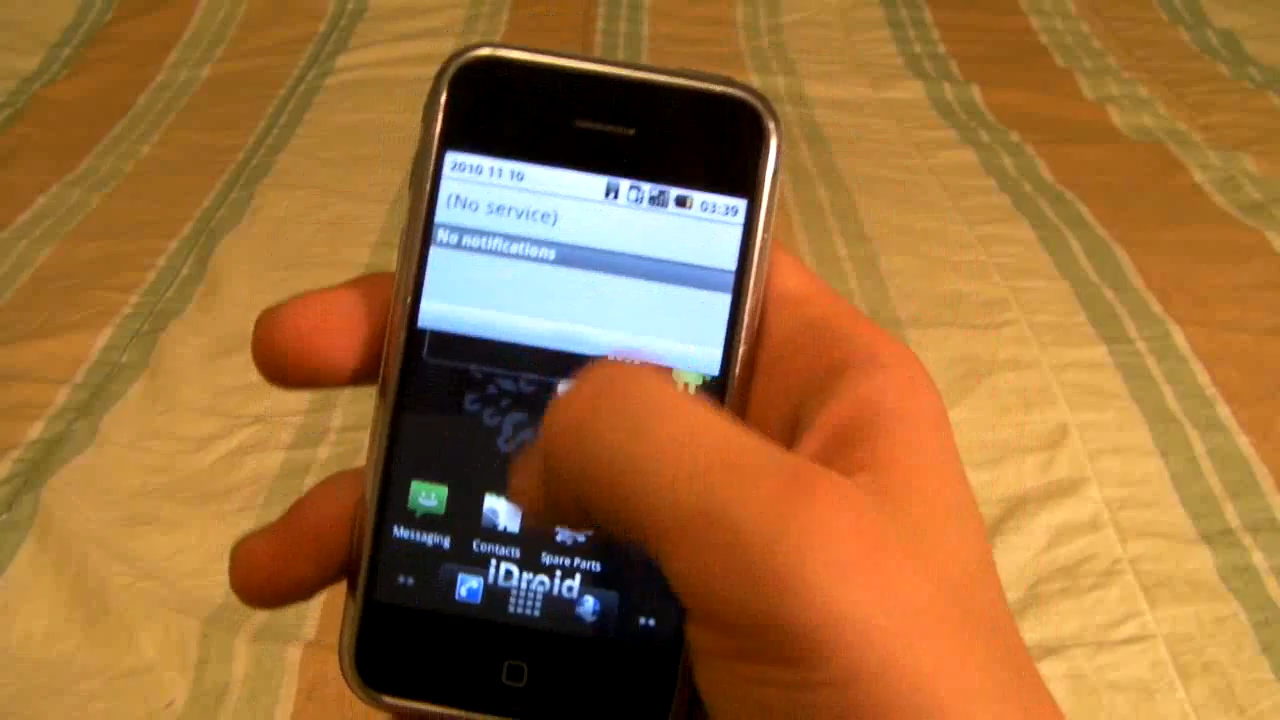 2010 11 10
03:39
(No service)
No notifications
Messaging
Contacts
Spare Parts
iDroid